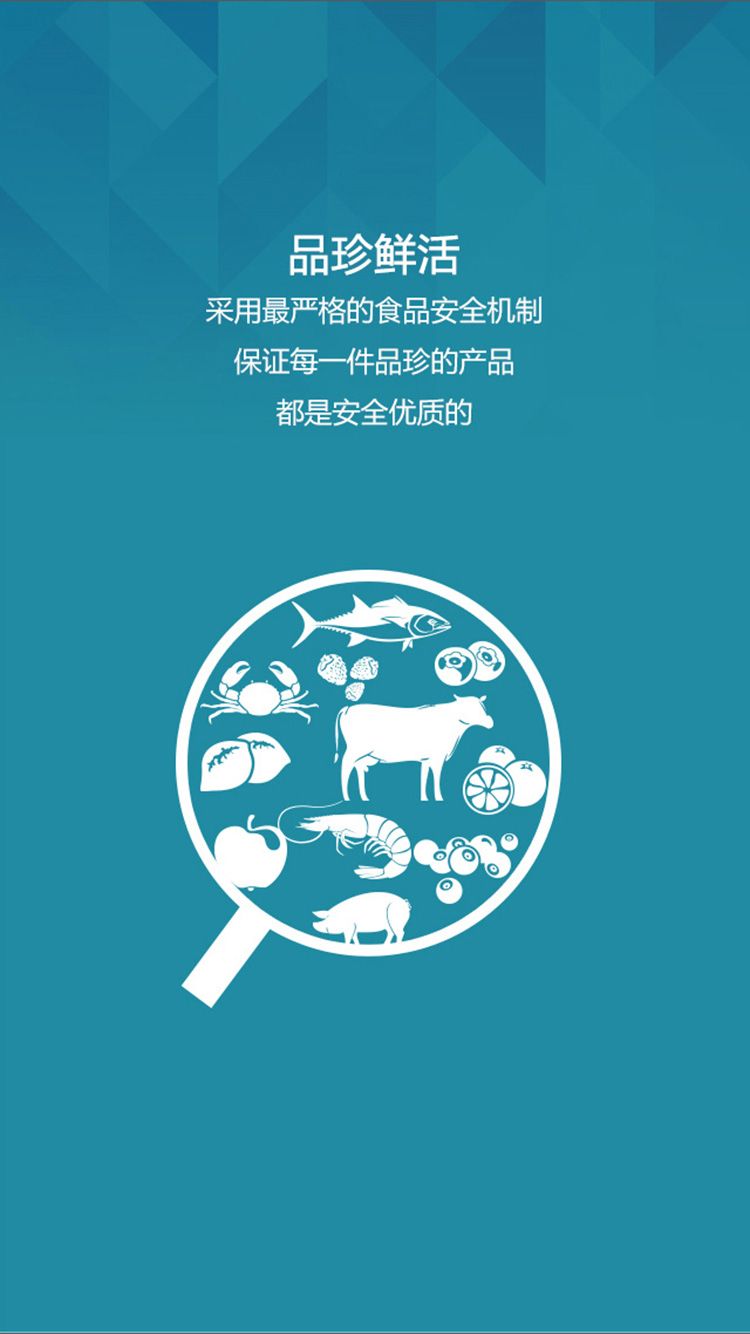 品珍鲜活
采用最严格的食品安全机制
保证每一件品珍的产品
都是安全优质的